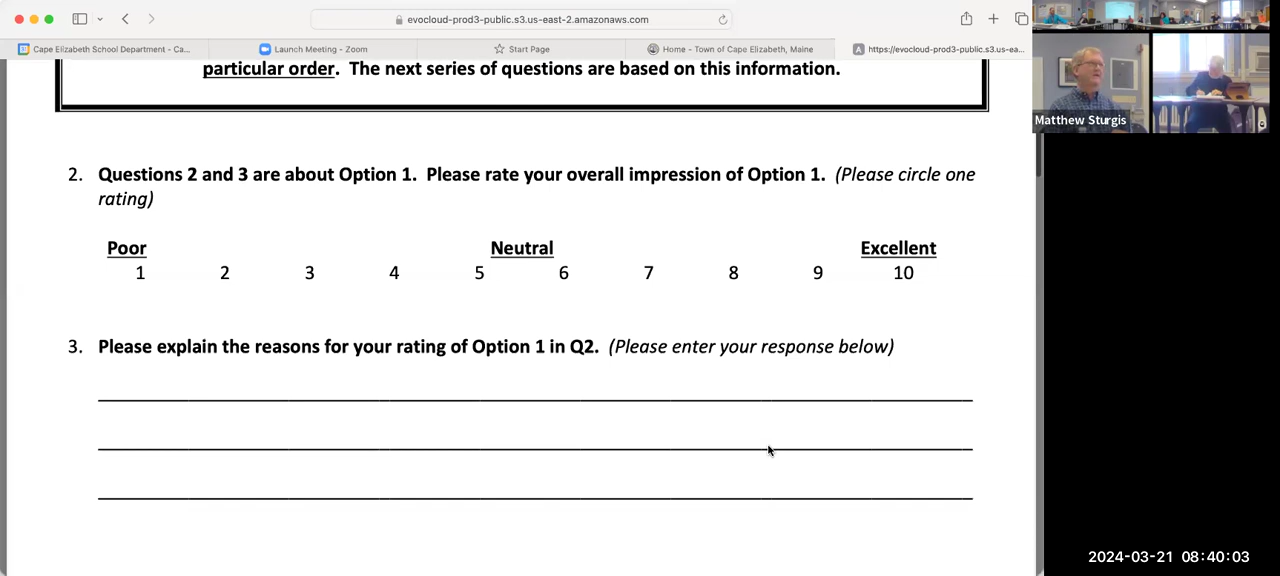 evocloud-prod3-public.s3.us-east-2.amazonaws.com
Cape Elizabeth School Department - Ca...
Launch Meeting - Zoom
Start Page
Home - Town of Cape Elizabeth, Maine
A
https://evocloud-prod3-public.s3.us-ea...
particular order. The next series of questions are based on this information.
Matthew Sturgis
2. Questions 2 and 3 are about Option 1. Please rate your overall impression of Option 1. (Please circle one
rating)
Poor Neutral Excellent
1 2 3 4 5 6 7 8 9 10
3. Please explain the reasons for your rating of Option 1 in Q2. (Please enter your response below)
2024-03-21 08:40:03